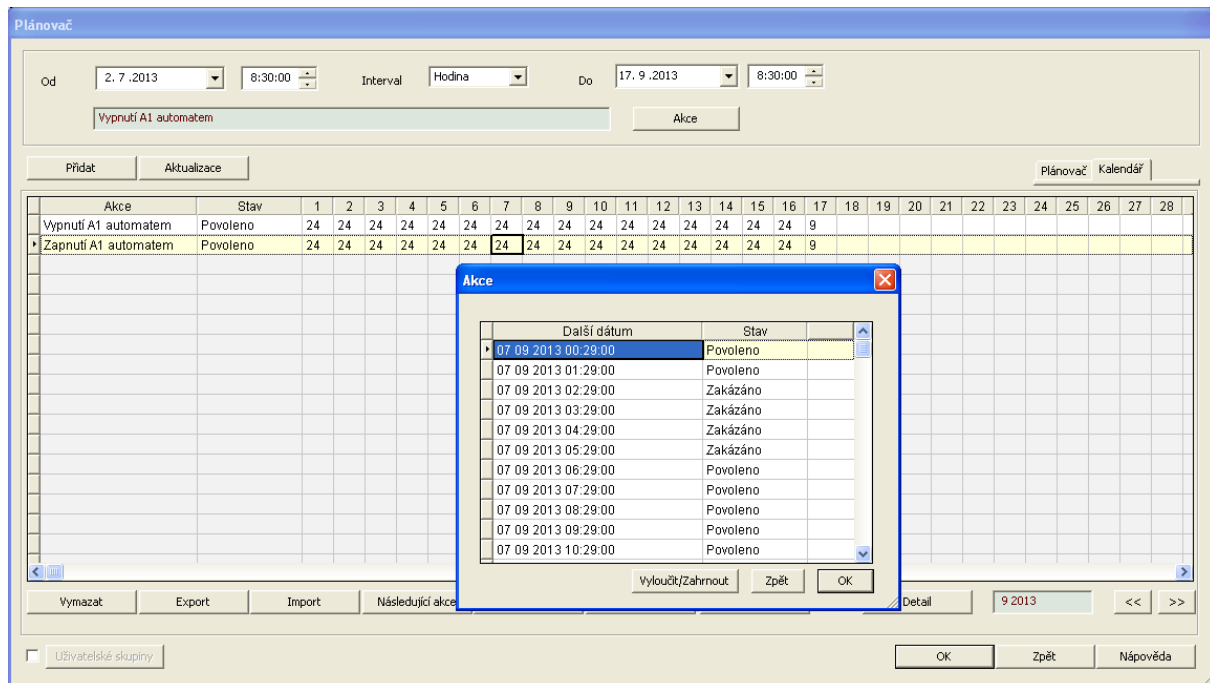 Plánovač
Od 2. 7 .2013 8:30:00 Interval Hodina Do 17. 9 .2013 8:30:00
Vypnutí A1 automatem Akce
Přidat Aktualizace Plánovač Kalendář
Akce Stav 1 2 3 4 5 6 7 8 9 10 11 12 13 14 15 16 17 18 19 20 21 22 23 24 25 26 27 28
Vypnutí A1 automatem Povoleno 24 24 24 24 24 24 24 24 24 24 24 24 24 24 24 24 9
Zapnutí A1 automatem Povoleno 24 24 24 24 24 24 24 24 24 24 24 24 24 24 24 24 9
Akce
Další dátum Stav
07 09 2013 00:29:00 Povoleno
07 09 2013 01:29:00 Povoleno
07 09 2013 02:29:00 Zakázáno
07 09 2013 03:29:00 Zakázáno
07 09 2013 04:29:00 Zakázáno
07 09 2013 05:29:00 Zakázáno
07 09 2013 06:29:00 Povoleno
07 09 2013 07:29:00 Povoleno
07 09 2013 08:29:00 Povoleno
07 09 2013 09:29:00 Povoleno
07 09 2013 10:29:00 Povoleno
Vyloučit/Zahrnout Zpět OK
Vymazat Export Import Následující akce Detail 9 2013 << >>
Uživatelské skupiny OK Zpět Nápověda